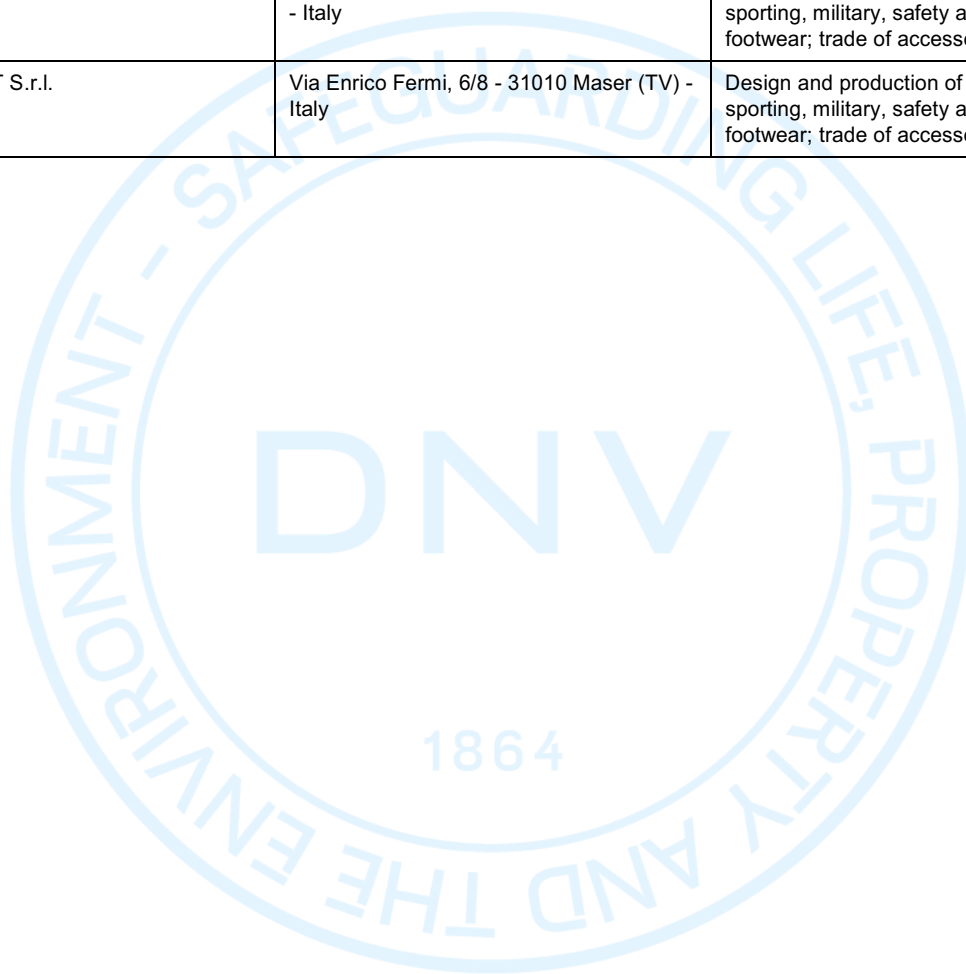 - Italy
sporting, military, safety a
footwear; trade of access
S.r.l.
Via Enrico Fermi, 6/8 - 31010 Maser (TV) -
Italy
Design and production of
sporting, military, safety a
footwear; trade of access
SAFEGUARDING LIFE, PROPERTY AND THE ENVIRONMENT -
DNV
1864